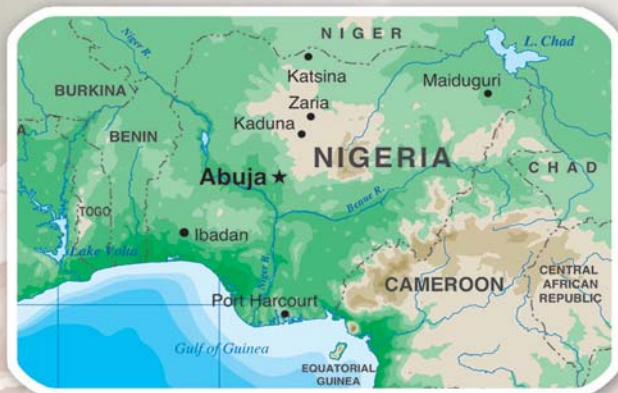 NIGER
Niger R.
L. Chad
Katsina
Maiduguri
BURKINA
Zaria
BENIN
Kaduna
NIGERIA
CHAD
Abuja
Benue R.
TOGO
Ibadan
Lake Volta
Niger R.
CAMEROON
CENTRAL
AFRICAN
REPUBLIC
Port Harcourt
Gulf of Guinea
EQUATORIAL
GUINEA